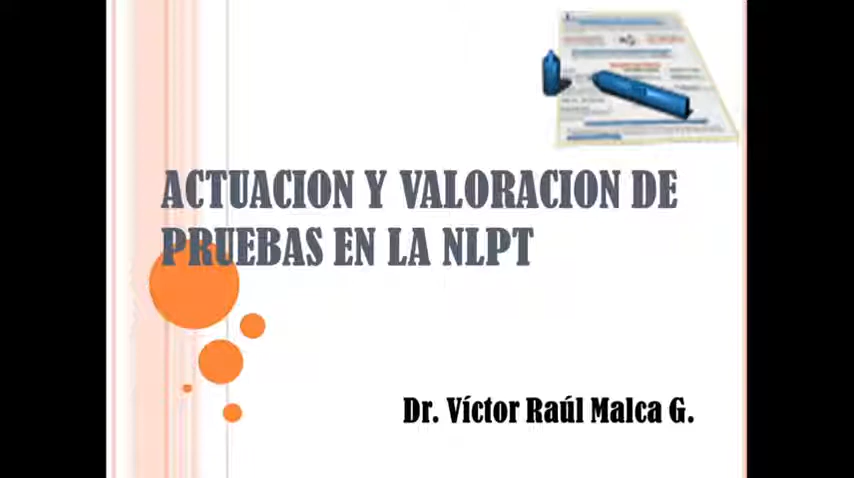 ACTUACION Y VALORACION DE
PRUEBAS EN LA NLPT
Dr. Víctor Raúl Malca G.